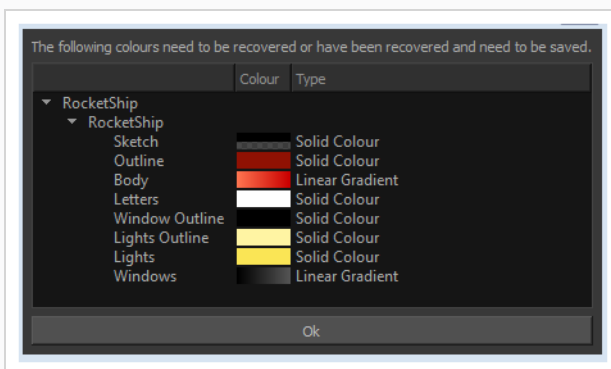 The following colours need to be recovered or have been recovered and need to be saved.
Colour Type
RocketShip
RocketShip
Sketch Solid Colour
Outline Solid Colour
Body Linear Gradient
Letters Solid Colour
Window Outline Solid Colour
Lights Outline Solid Colour
Lights Solid Colour
Windows Linear Gradient
Ok